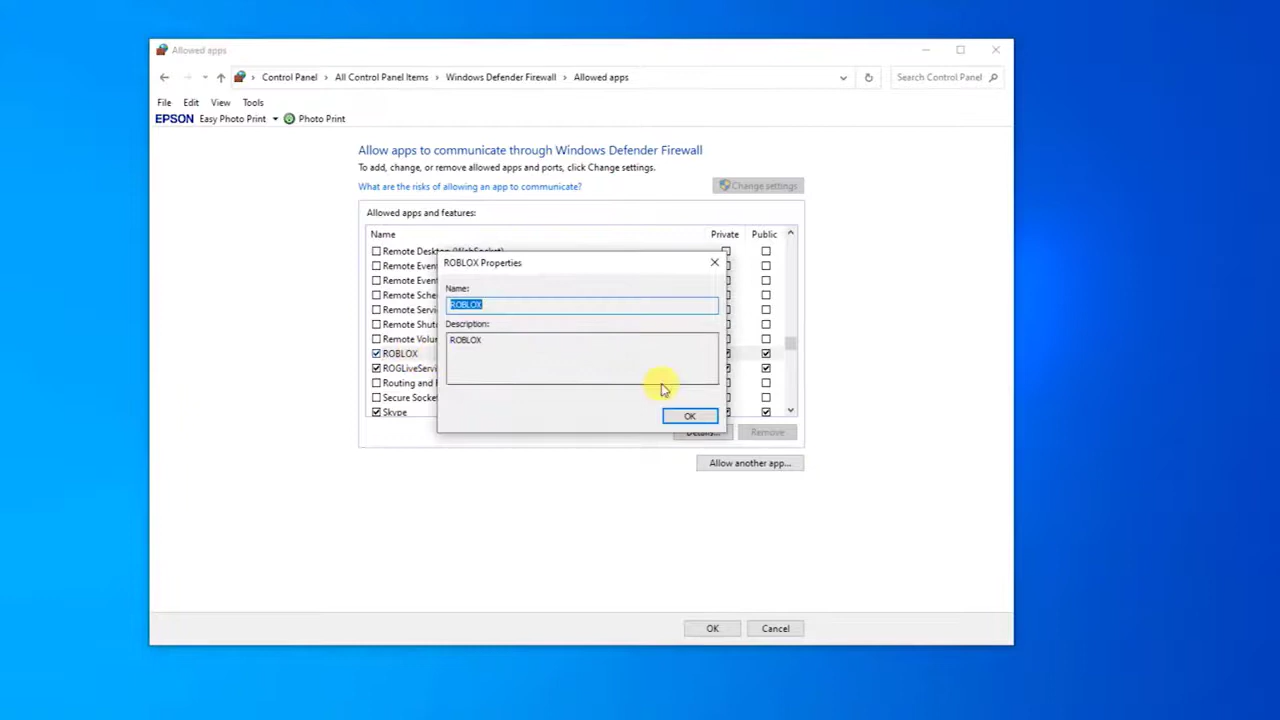 Allowed apps
Control Panel > All Control Panel Items > Windows Defender Firewall > Allowed apps
Search Control Panel
File Edit View Tools
EPSON Easy Photo Print Photo Print
Allow apps to communicate through Windows Defender Firewall
To add, change, or remove allowed apps and ports, click Change settings.
What are the risks of allowing an app to communicate?
Change settings
Allowed apps and features:
Name Private Public
Remote Desktop (WebSocket)
Remote Even
Remote Even
Remote Sche
Remote Servi
Remote Shut
Remote Volu
ROBLOX
ROGLiveServi
Routing and
Secure Socke
Skype
ROBLOX Properties
Name:
ROBLOX
Description:
ROBLOX
OK
Details...
Remove
Allow another app...
OK
Cancel